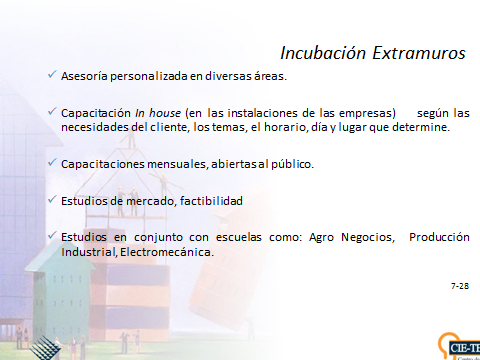 Incubación Extramuros
✓ Asesoría personalizada en diversas áreas.
✓ Capacitación In house (en las instalaciones de las empresas) según las
necesidades del cliente, los temas, el horario, día y lugar que determine.
✓ Capacitaciones mensuales, abiertas al público.
✓ Estudios de mercado, factibilidad
✓ Estudios en conjunto con escuelas como: Agro Negocios, Producción
Industrial, Electromecánica.
7-28
CIE-TE